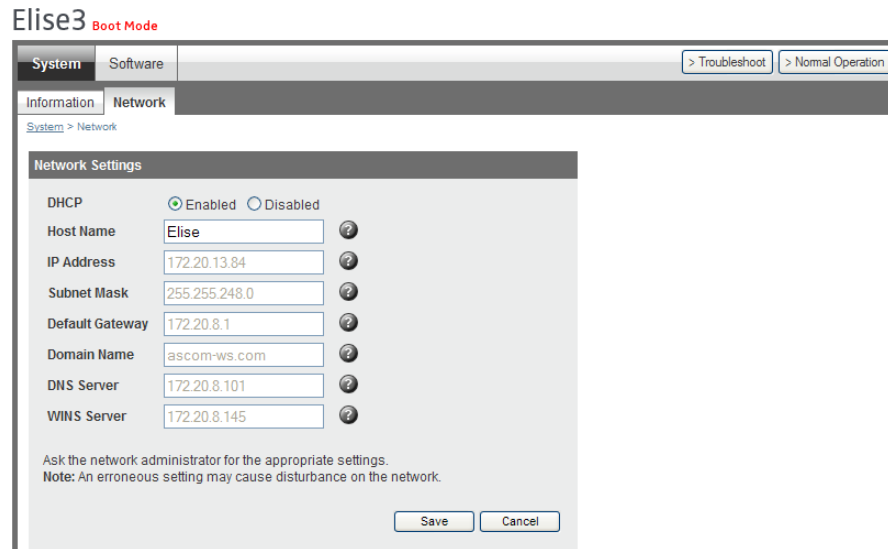 Elise3 Boot Mode
System Software > Troubleshoot > Normal Operation
Information Network
System > Network
Network Settings
DHCP Enabled Disabled
Host Name Elise ?
IP Address 172.20.13.84 ?
Subnet Mask 255.255.248.0 ?
Default Gateway 172.20.8.1 ?
Domain Name ascom-ws.com ?
DNS Server 172.20.8.101 ?
WINS Server 172.20.8.145 ?
Ask the network administrator for the appropriate settings.
Note: An erroneous setting may cause disturbance on the network.
Save Cancel